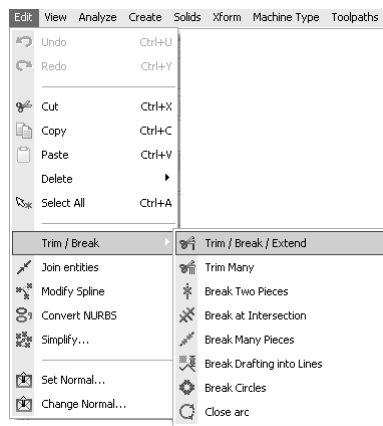 Edit View Analyze Create Solids Xform Machine Type Toolpaths
Undo Ctrl+U
Redo Ctrl+Y
Cut Ctrl+X
Copy Ctrl+C
Paste Ctrl+V
Delete
Select All Ctrl+A
Trim / Break
Join entities
Modify Spline
Convert NURBS
Simplify...
Set Normal...
Change Normal...
Trim / Break / Extend
Trim Many
Break Two Pieces
Break at Intersection
Break Many Pieces
Break Drafting into Lines
Break Circles
Close arc